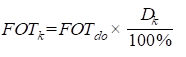 FOT_k = FOT_do × D_k / 100%